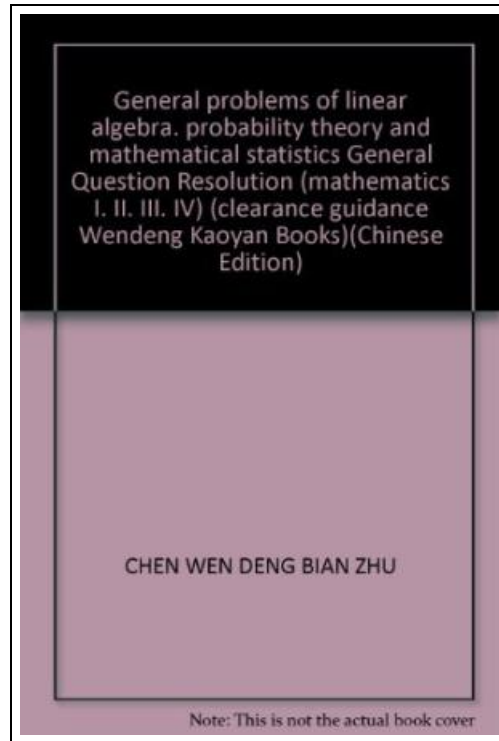 General problems of linear
algebra. probability theory and
mathematical statistics General
Question Resolution (mathematics
I. II. III. IV) (clearance guidance
Wendeng Kaoyan Books)(Chinese
Edition)
CHEN WEN DENG BIAN ZHU
Note: This is not the actual book cover